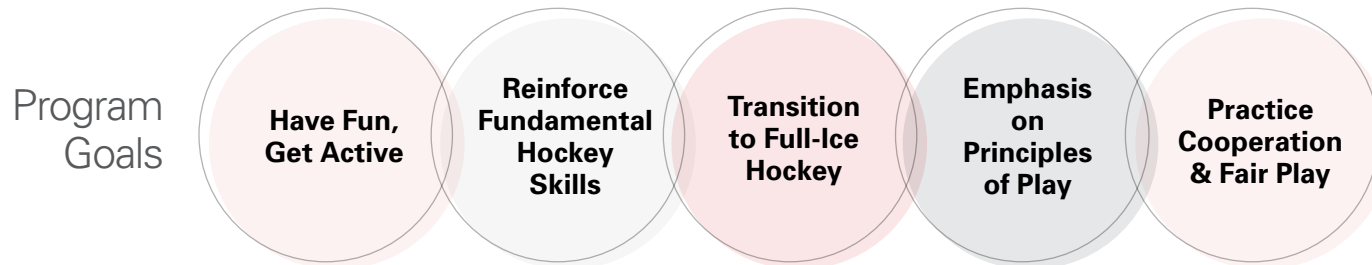 Program
Goals
Have Fun,
Get Active
Reinforce
Fundamental
Hockey
Skills
Transition
to Full-Ice
Hockey
Emphasis
on
Principles
of Play
Practice
Cooperation
& Fair Play